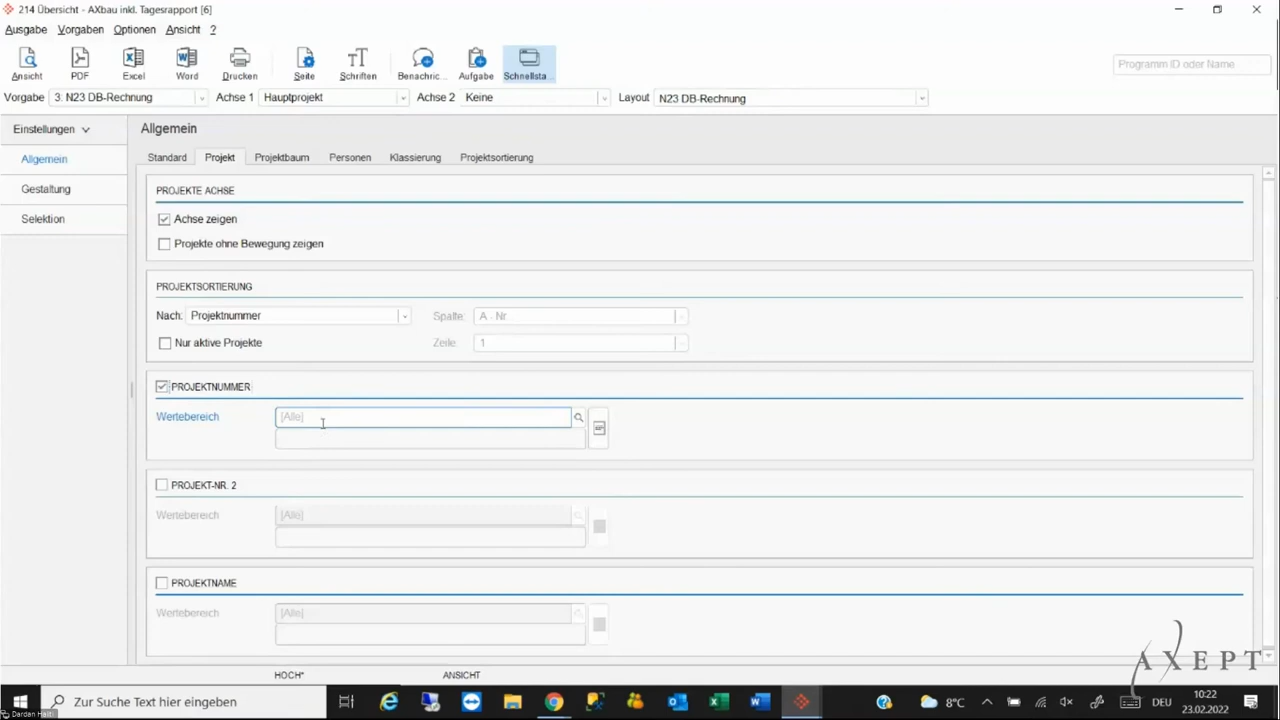 214 Übersicht - AXbau inkl. Tagesrapport [6]
Ausgabe Vorgaben Optionen Ansicht ?
Ansicht PDF Excel Word Drucken Seite Schriften Benachric... Aufgabe Schnellsta... Programm ID oder Name
Vorgabe 3. N23 DB-Rechnung Achse 1 Hauptprojekt Achse 2 Keine Layout N23 DB-Rechnung
Einstellungen
Allgemein
Gestaltung
Selektion
Allgemein
Standard Projekt Projektbaum Personen Klassierung Projektsortierung
PROJEKTE ACHSE
Achse zeigen
Projekte ohne Bewegung zeigen
PROJEKTSORTIERUNG
Nach: Projektnummer Spalte: A - Nr
Nur aktive Projekte Zeile: 1
PROJEKTNUMMER
Wertebereich [Alle]
PROJEKT-NR. 2
Wertebereich [Alle]
PROJEKTNAME
Wertebereich [Alle]
HOCH* ANSICHT
AXEPT
Zur Suche Text hier eingeben 8°C DEU 10:22
23.02.2022